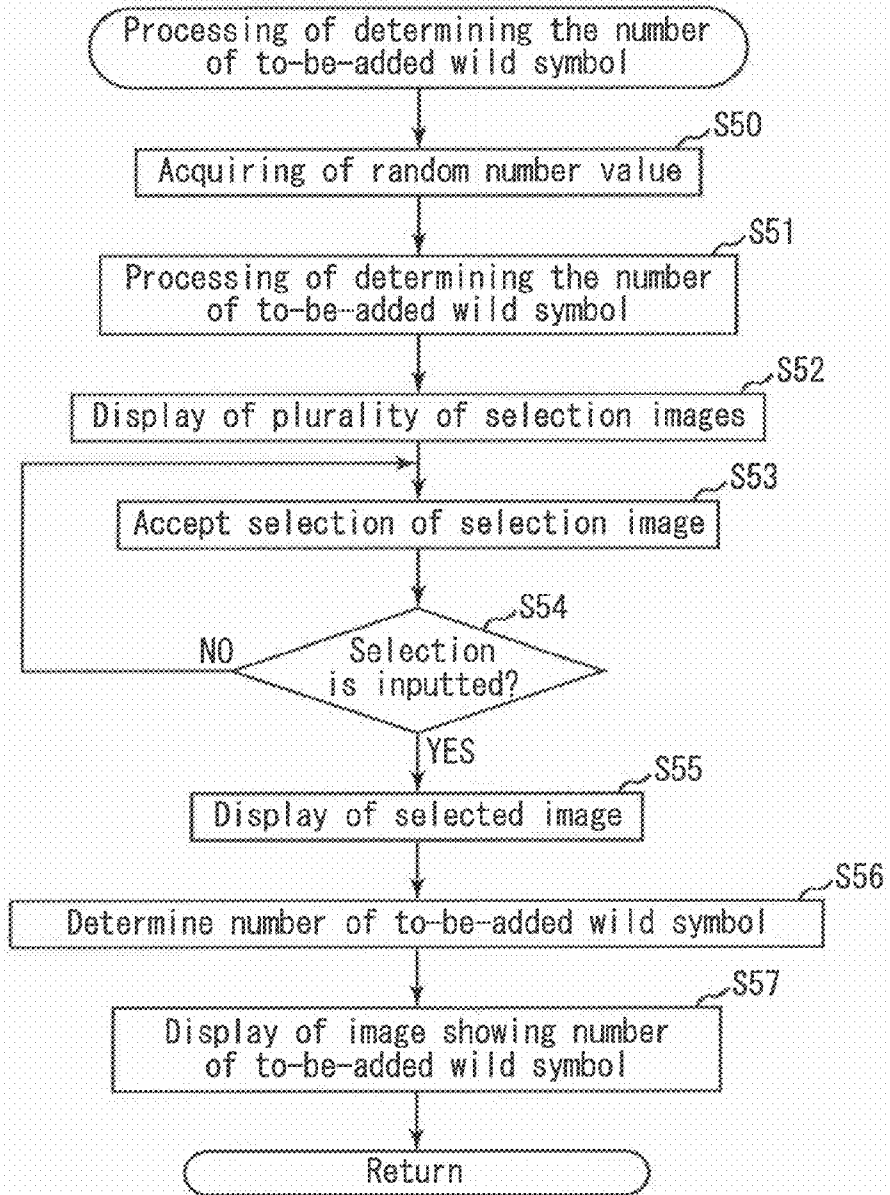 Processing of determining the number
of to-be-added wild symbol
S50
Acquiring of random number value
S51
Processing of determining the number
of to-be-added wild symbol
S52
Display of plurality of selection images
S53
Accept selection of selection image
S54
NO
Selection
is inputted?
YES
S55
Display of selected image
S56
Determine number of to-be-added wild symbol
S57
Display of image showing number
of to-be-added wild symbol
Return